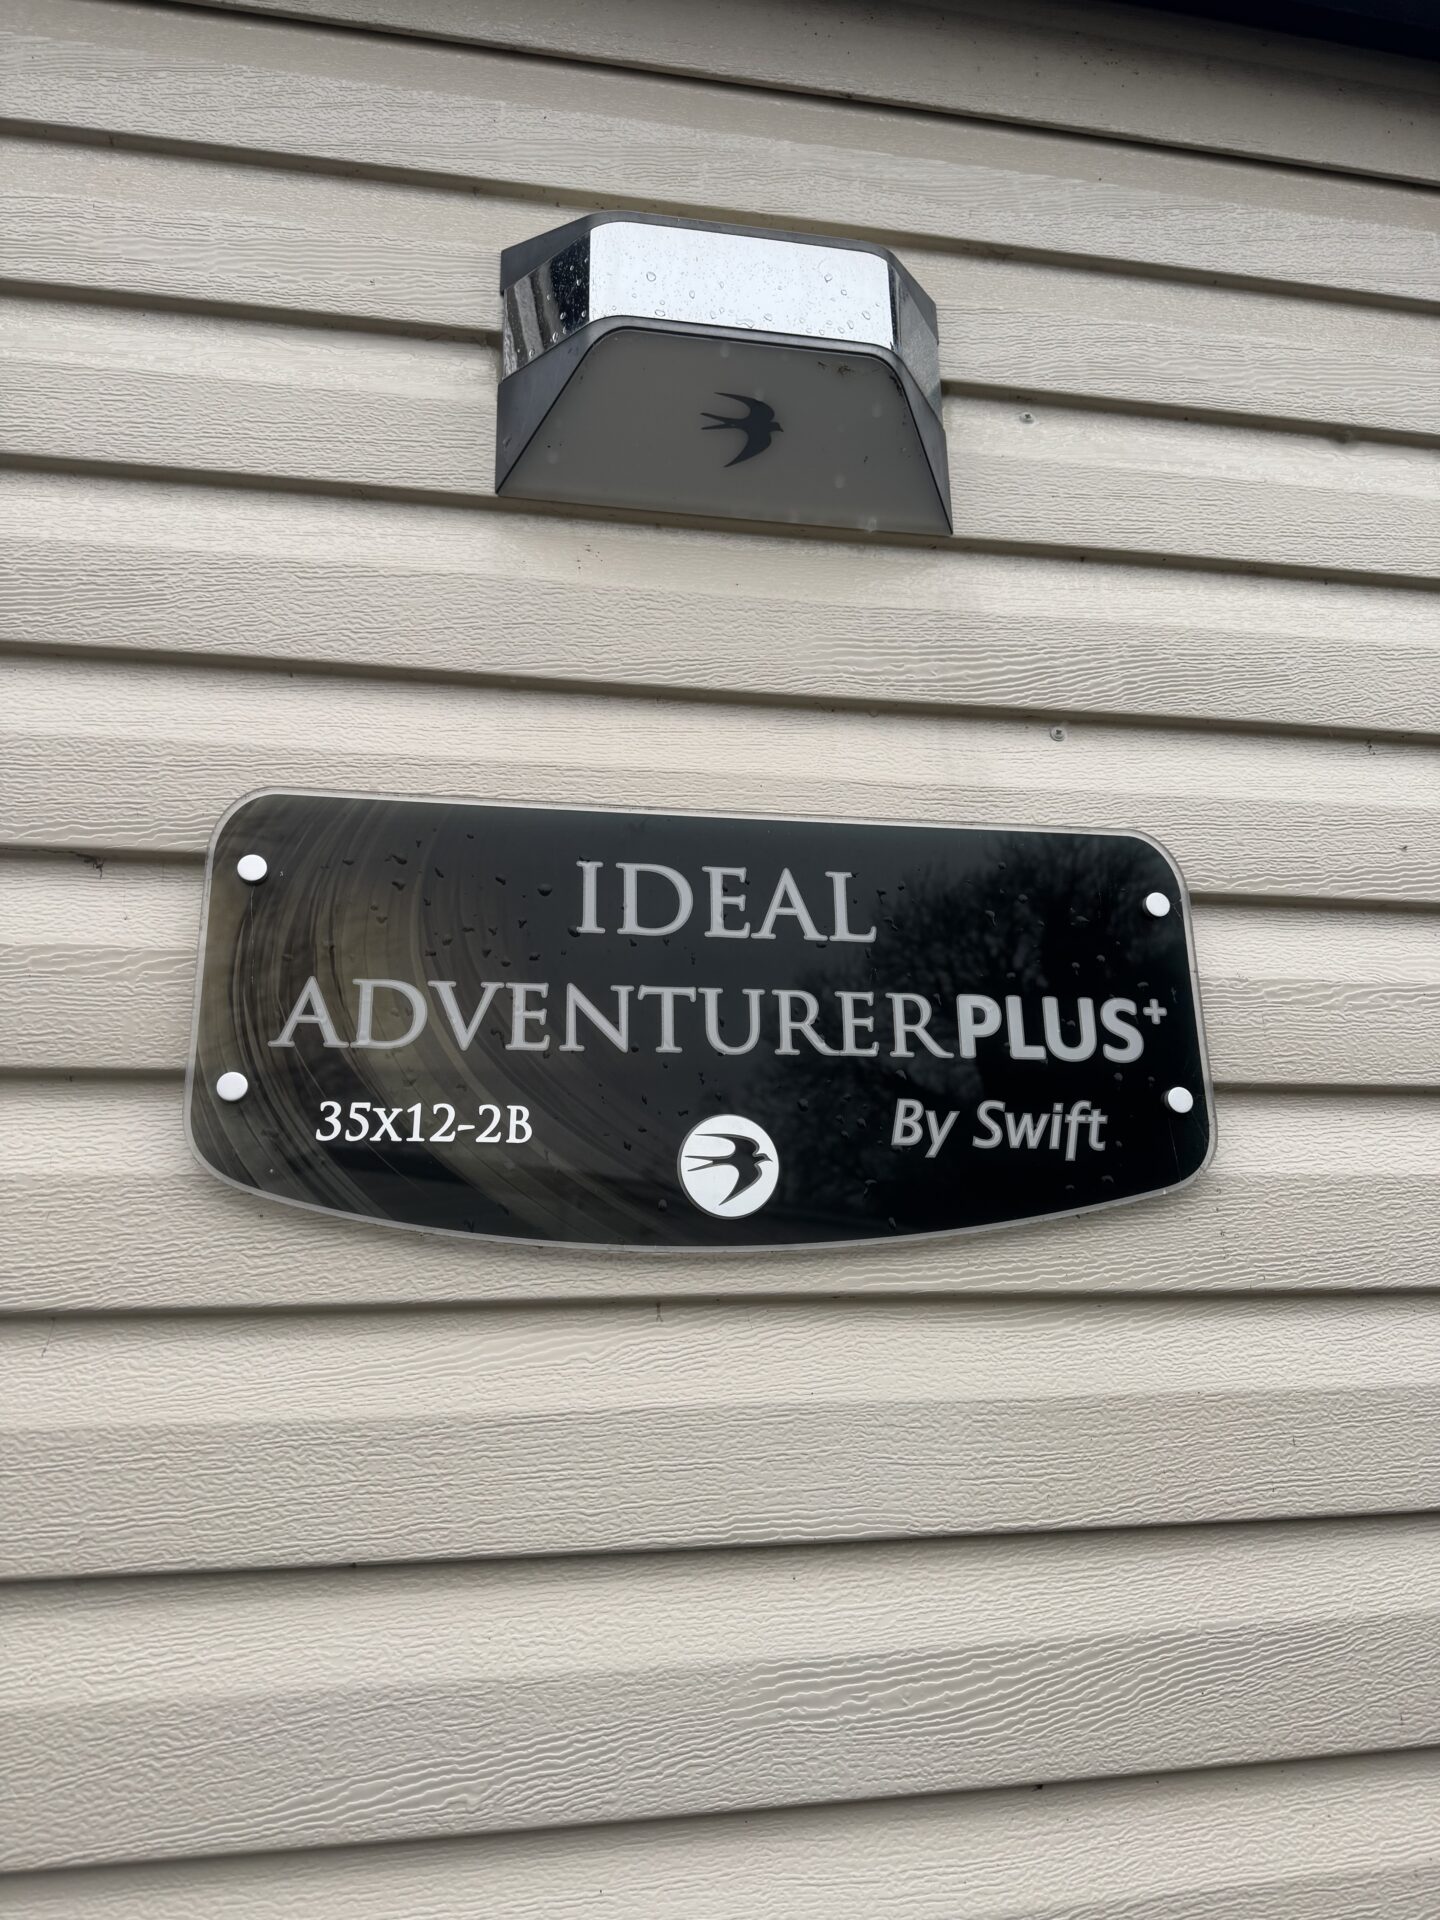 IDEAL
ADVENTURERPLUS+
35X12-2B
By Swift